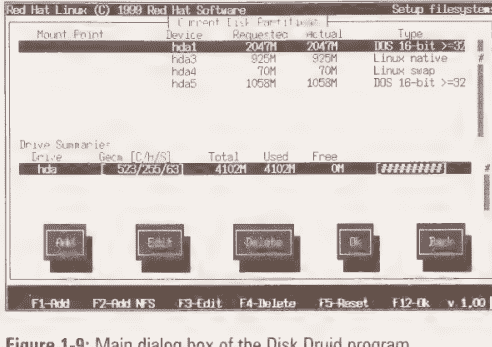 Red Hat Linux (C) 1999 Red Hat Software Setup filesystems
Current Disk Partitions
Mount Point Device Requested Actual Type
hda1 2047M 2047M DOS 16-bit >=32
hda3 925M 925M Linux native #
hda4 70M 70M Linux swap
hda5 1058M 1058M DOS 16-bit >=32
Drive Summaries
Drive Geom [C/H/S] Total Used Free
hda [ 523/255/63] 4102M 4102M 0M [##########] #
Add Edit Delete Ok Back
F1-Add F2-Add NFS F3-Edit F4-Delete F5-Reset F12-Ok v 1.00
Figure 1-9: Main dialog box of the Disk Druid program